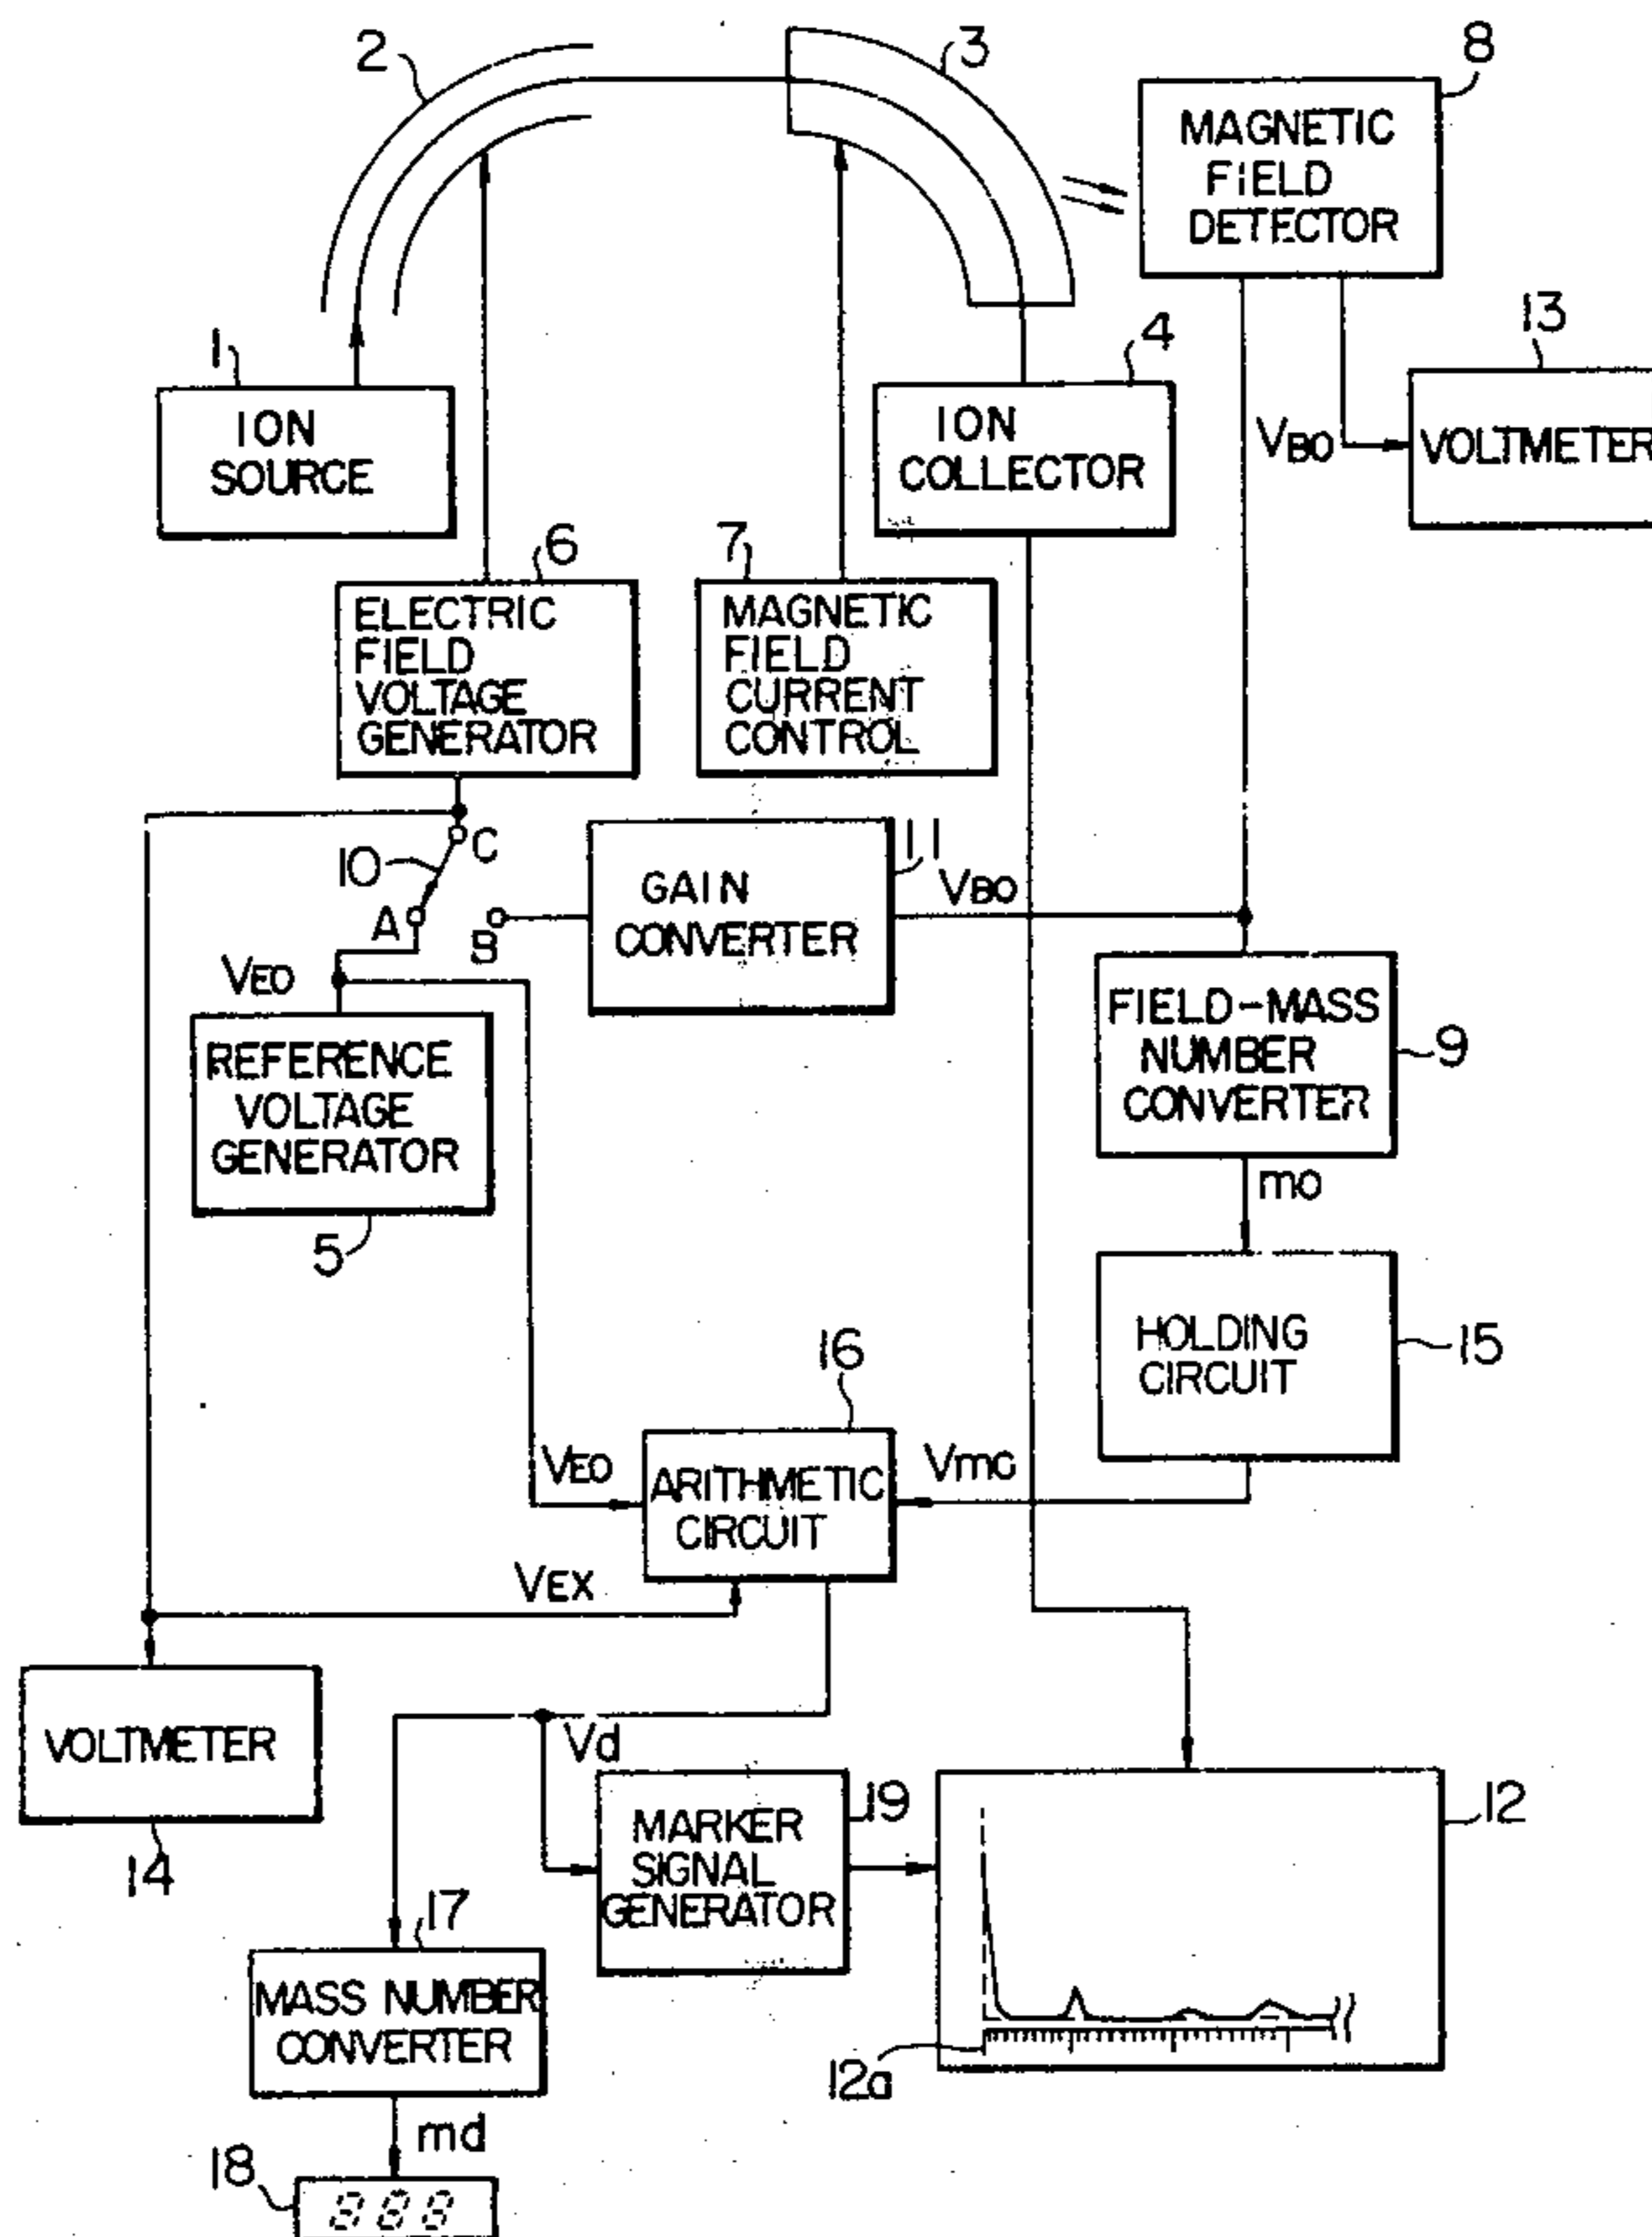 2
3
8
MAGNETIC
FIELD
DETECTOR
1
ION
SOURCE
4
ION
COLLECTOR
13
VBO
VOLTMETER
6
ELECTRIC
FIELD
VOLTAGE
GENERATOR
7
MAGNETIC
FIELD
CURRENT
CONTROL
10
C
A
B
11
GAIN
CONVERTER
VBO
VEO
REFERENCE
VOLTAGE
GENERATOR
5
FIELD-MASS
NUMBER
CONVERTER
9
mo
HOLDING
CIRCUIT
15
16
VEO
ARITHMETIC
CIRCUIT
Vmo
VEX
VOLTMETER
14
Vd
MARKER
SIGNAL
GENERATOR
19
12
12a
17
MASS NUMBER
CONVERTER
md
18
888